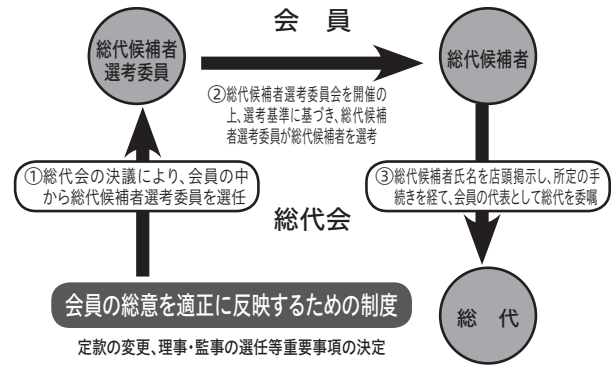 会　員
総代候補者
選考委員
総代候補者
②総代候補者選考委員会を開催の
上、選考基準に基づき、総代候補
者選考委員が総代候補者を選考
①総代会の決議により、会員の中
から総代候補者選考委員を選任
③総代候補者氏名を店頭掲示し、所定の手
続きを経て、会員の代表として総代を委嘱
総代会
会員の総意を適正に反映するための制度
定款の変更、理事・監事の選任等重要事項の決定
総　代